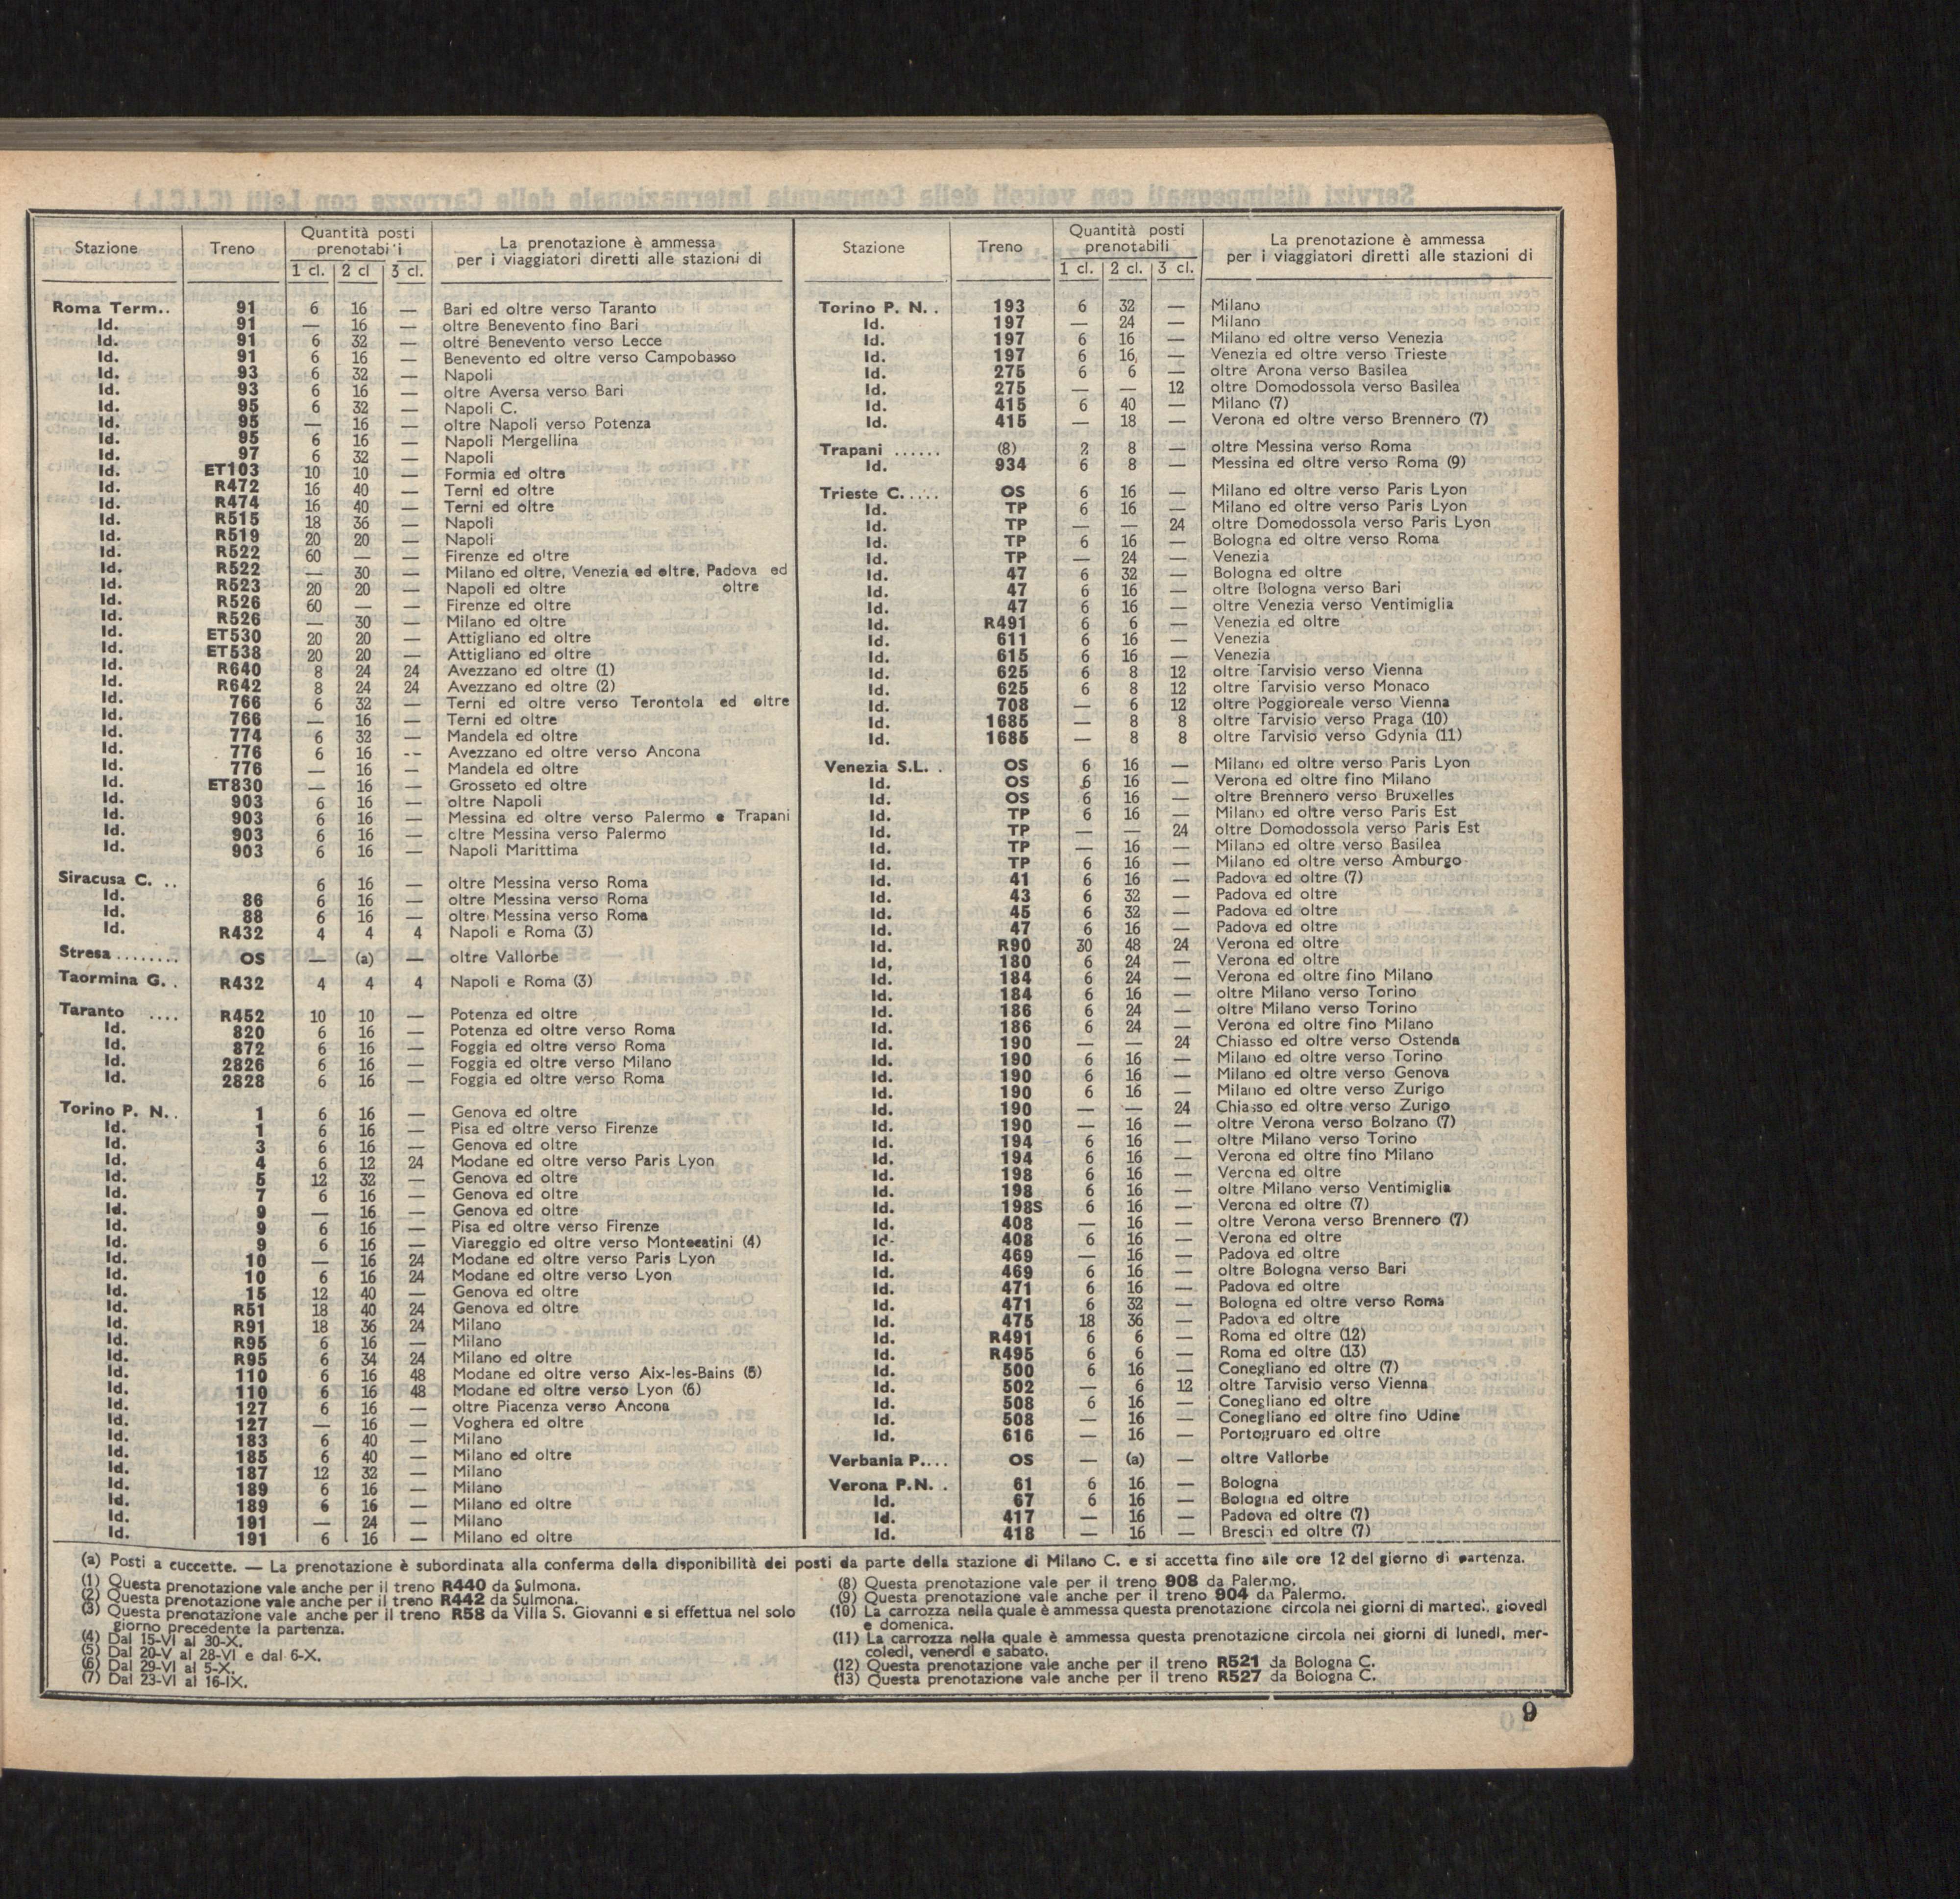 Stazione Treno Quantità posti prenotabi'i 1 cl. 2 cl 3 cl. La prenotazione è ammessa per i viaggiatori diretti alle stazioni di
Roma Term.. 91 6 16 — Bari ed oltre verso Taranto
Id. 91 — 16 — oltre Benevento fino Bari
Id. 91 6 32 — oltre Benevento verso Lecce
Id. 91 6 16 — Benevento ed oltre verso Campobasso
Id. 93 6 32 — Napoli
Id. 93 6 16 — oltre Aversa verso Bari
Id. 95 6 32 — Napoli C.
Id. 95 — 16 — oltre Napoli verso Potenza
Id. 95 6 16 — Napoli Mergellina
Id. 97 6 32 — Napoli
Id. ET103 10 10 — Formia ed oltre
Id. R472 16 40 — Terni ed oltre
Id. R474 16 40 — Terni ed oltre
Id. R515 18 36 — Napoli
Id. R519 20 20 — Napoli
Id. R522 60 — — Firenze ed oltre
Id. R522 — 30 — Milano ed oltre, Venezia ed oltre, Padova ed oltre
Id. R523 20 20 — Napoli ed oltre
Id. R526 60 — — Firenze ed oltre
Id. R526 — 30 — Milano ed oltre
Id. ET530 20 20 — Attigliano ed oltre
Id. ET538 20 20 — Attigliano ed oltre
Id. R640 8 24 24 Avezzano ed oltre (1)
Id. R642 8 24 24 Avezzano ed oltre (2)
Id. 766 6 32 — Terni ed oltre verso Terontola ed oltre
Id. 766 — 16 — Terni ed oltre
Id. 774 6 32 — Mandela ed oltre
Id. 776 6 16 -- Avezzano ed oltre verso Ancona
Id. 776 — 16 — Mandela ed oltre
Id. ET830 — 16 — Grosseto ed oltre
Id. 903 6 16 — oltre Napoli
Id. 903 6 16 — Messina ed oltre verso Palermo e Trapani
Id. 903 6 16 — oltre Messina verso Palermo
Id. 903 6 16 — Napoli Marittima
Siracusa C. .. 6 16 — oltre Messina verso Roma
Id. 86 6 16 — oltre Messina verso Roma
Id. 88 6 16 — oltre Messina verso Roma
Id. R432 4 4 4 Napoli e Roma (3)
Stresa ........ OS — (a) — oltre Vallorbe
Taormina G. . R432 4 4 4 Napoli e Roma (3)
Taranto .... R452 10 10 — Potenza ed oltre
Id. 820 6 16 — Potenza ed oltre verso Roma
Id. 872 6 16 — Foggia ed oltre verso Roma
Id. 2826 6 16 — Foggia ed oltre verso Milano
Id. 2828 6 16 — Foggia ed oltre verso Roma
Torino P. N.. 1 6 16 — Genova ed oltre
Id. 1 6 16 — Pisa ed oltre verso Firenze
Id. 3 6 16 — Genova ed oltre
Id. 4 6 12 24 Modane ed oltre verso Paris Lyon
Id. 5 12 32 — Genova ed oltre
Id. 7 6 16 — Genova ed oltre
Id. 9 — 16 — Genova ed oltre
Id. 9 6 16 — Pisa ed oltre verso Firenze
Id. 9 6 16 — Viareggio ed oltre verso Montecatini (4)
Id. 10 — 16 24 Modane ed oltre verso Paris Lyon
Id. 10 6 16 24 Modane ed oltre verso Lyon
Id. 15 12 40 — Genova ed oltre
Id. R51 18 40 24 Genova ed oltre
Id. R91 18 36 24 Milano
Id. R95 6 16 — Milano
Id. R95 6 34 24 Milano ed oltre
Id. 110 6 16 48 Modane ed oltre verso Aix-les-Bains (5)
Id. 110 6 16 48 Modane ed oltre verso Lyon (6)
Id. 127 6 16 — oltre Piacenza verso Ancona
Id. 127 — 16 — Voghera ed oltre
Id. 183 6 40 — Milano
Id. 185 6 40 — Milano ed oltre
Id. 187 12 32 — Milano
Id. 189 6 16 — Milano
Id. 189 6 16 — Milano ed oltre
Id. 191 — 24 — Milano
Id. 191 6 16 — Milano ed oltre
Stazione Treno Quantità posti prenotabili 1 cl. 2 cl. 3 cl. La prenotazione è ammessa per i viaggiatori diretti alle stazioni di
Torino P. N. . 193 6 32 — Milano
Id. 197 — 24 — Milano
Id. 197 6 16 — Milano ed oltre verso Venezia
Id. 197 6 16 — Venezia ed oltre verso Trieste
Id. 275 6 6 — oltre Arona verso Basilea
Id. 275 — — 12 oltre Domodossola verso Basilea
Id. 415 6 40 — Milano (7)
Id. 415 — 18 — Verona ed oltre verso Brennero (7)
Trapani ...... (8) 2 8 — oltre Messina verso Roma
Id. 934 6 8 — Messina ed oltre verso Roma (9)
Trieste C..... OS 6 16 — Milano ed oltre verso Paris Lyon
Id. TP 6 16 — Milano ed oltre verso Paris Lyon
Id. TP — — 24 oltre Domodossola verso Paris Lyon
Id. TP 6 16 — Bologna ed oltre verso Roma
Id. TP — 24 — Venezia
Id. 47 6 32 — Bologna ed oltre
Id. 47 6 16 — oltre Bologna verso Bari
Id. 47 6 16 — oltre Venezia verso Ventimiglia
Id. R491 6 6 — Venezia ed oltre
Id. 611 6 16 — Venezia
Id. 615 6 16 — Venezia
Id. 625 6 8 12 oltre Tarvisio verso Vienna
Id. 625 6 8 12 oltre Tarvisio verso Monaco
Id. 708 — 6 12 oltre Poggioreale verso Vienna
Id. 1685 — 8 8 oltre Tarvisio verso Praga (10)
Id. 1685 — 8 8 oltre Tarvisio verso Gdynia (11)
Venezia S.L. . OS 6 16 — Milano ed oltre verso Paris Lyon
Id. OS 6 16 — Verona ed oltre fino Milano
Id. OS 6 16 — oltre Brennero verso Bruxelles
Id. TP 6 16 — Milano ed oltre verso Paris Est
Id. TP — — 24 oltre Domodossola verso Paris Est
Id. TP — 16 — Milano ed oltre verso Basilea
Id. TP 6 16 — Milano ed oltre verso Amburgo
Id. 41 6 16 — Padova ed oltre (7)
Id. 43 6 32 — Padova ed oltre
Id. 45 6 32 — Padova ed oltre
Id. 47 6 16 — Padova ed oltre
Id. R90 30 48 24 Verona ed oltre
Id, 180 6 24 — Verona ed oltre
Id. 184 6 24 — Verona ed oltre fino Milano
Id. 184 6 16 — oltre Milano verso Torino
Id. 186 6 24 — oltre Milano verso Torino
Id. 186 6 24 — Verona ed oltre fino Milano
Id. 190 — — 24 Chiasso ed oltre verso Ostenda
Id. 190 6 16 — Milano ed oltre verso Torino
Id. 190 6 16 — Milano ed oltre verso Genova
Id. 190 6 16 — Milano ed oltre verso Zurigo
Id. 190 — — 24 Chiasso ed oltre verso Zurigo
Id. 190 — 16 — oltre Verona verso Bolzano (7)
Id. 194 6 16 — oltre Milano verso Torino
Id. 194 6 16 — Verona ed oltre fino Milano
Id. 198 6 16 — Verona ed oltre
Id. 198 6 16 — oltre Milano verso Ventimiglia
Id. 198S 6 16 — Verona ed oltre (7)
Id. 408 — 16 — oltre Verona verso Brennero (7)
Id. 408 6 16 — Verona ed oltre
Id. 469 — 16 — Padova ed oltre
Id. 469 6 16 — oltre Bologna verso Bari
Id. 471 6 16 — Padova ed oltre
Id. 471 6 32 — Bologna ed oltre verso Roma
Id. 475 18 36 — Padova ed oltre
Id. R491 6 6 — Roma ed oltre (12)
Id. R495 6 6 — Roma ed oltre (13)
Id. 500 6 16 — Conegliano ed oltre (7)
Id. 502 — 6 12 oltre Tarvisio verso Vienna
Id. 508 6 16 — Conegliano ed oltre
Id. 508 — 16 — Conegliano ed oltre fino Udine
Id. 616 — 16 — Portogruaro ed oltre
Verbania P.... OS — (a) — oltre Vallorbe
Verona P.N. . 61 6 16 — Bologna
Id. 67 6 16 — Bologna ed oltre
Id. 417 — 16 — Padova ed oltre (7)
Id. 418 — 16 — Brescia ed oltre (7)
(a) Posti a cuccette. — La prenotazione è subordinata alla conferma della disponibilità dei posti da parte della stazione di Milano C. e si accetta fino alle ore 12 del giorno di partenza.
(1) Questa prenotazione vale anche per il treno R440 da Sulmona.
(2) Questa prenotazione vale anche per il treno R442 da Sulmona.
(3) Questa prenotazione vale anche per il treno R58 da Villa S. Giovanni e si effettua nel solo
giorno precedente la partenza.
(4) Dal 15-VI al 30-X.
(5) Dal 20-V al 28-VI e dal 6-X.
(6) Dal 29-VI al 5-X.
(7) Dal 23-VI al 16-IX.
(8) Questa prenotazione vale per il treno 908 da Palermo.
(9) Questa prenotazione vale anche per il treno 904 da Palermo.
(10) La carrozza nella quale è ammessa questa prenotazione circola nei giorni di martedì, giovedì
e domenica.
(11) La carrozza nella quale è ammessa questa prenotazione circola nei giorni di lunedì, mer-
coledì, venerdì e sabato.
(12) Questa prenotazione vale anche per il treno R521 da Bologna C.
(13) Questa prenotazione vale anche per il treno R527 da Bologna C.
9